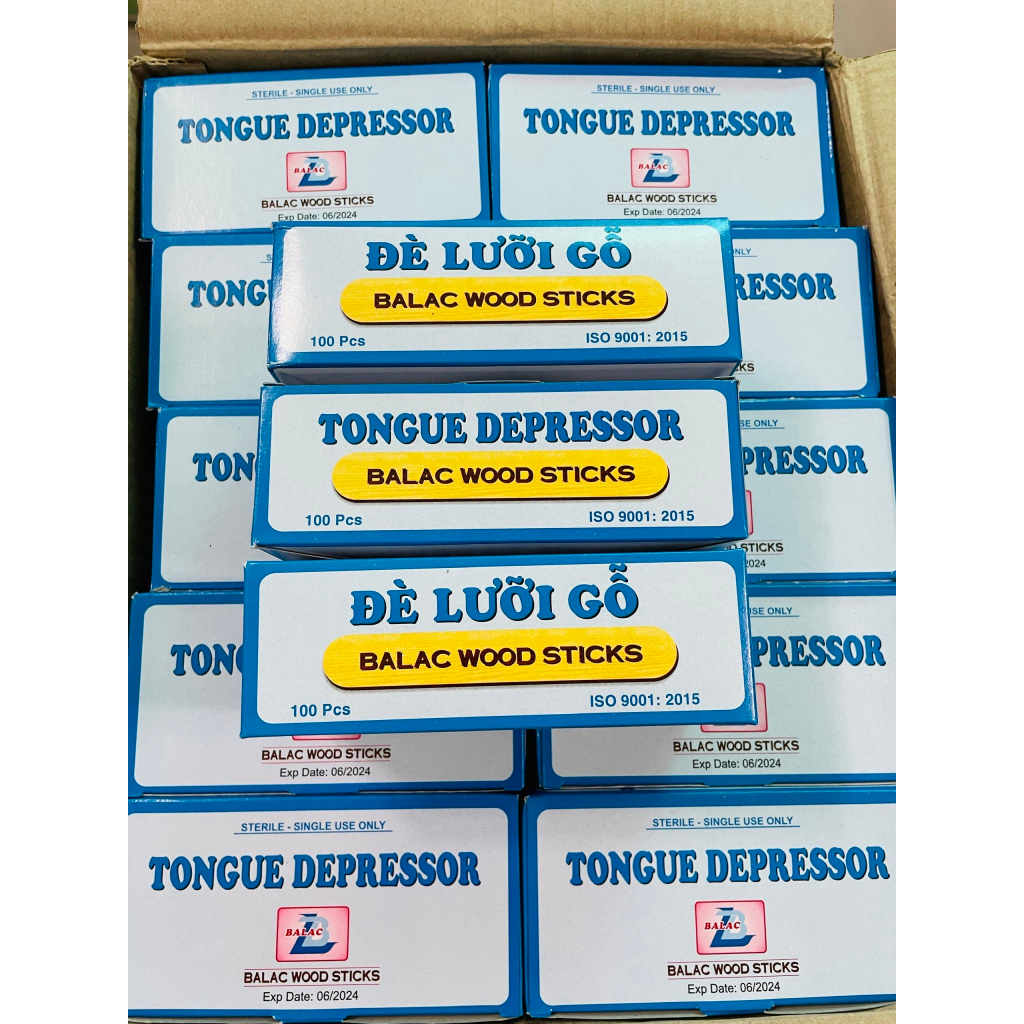 STERILE - SINGLE USE ONLY
TONGUE DEPRESSOR
BALAC
BALAC WOOD STICKS
Exp Date: 06/2024
STERILE - SINGLE USE ONLY
TONGUE DEPRESSOR
BALAC
BALAC WOOD STICKS
Exp Date: 06/2024
ĐÈ LƯỠI GỖ
BALAC WOOD STICKS
100 Pcs
ISO 9001: 2015
TONGUE DEPRESSOR
BALAC WOOD STICKS
100 Pcs
ISO 9001: 2015
ĐÈ LƯỠI GỖ
BALAC WOOD STICKS
100 Pcs
ISO 9001: 2015
BALAC WOOD STICKS
Exp Date: 06/2024
BALAC WOOD STICKS
Exp Date: 06/2024
STERILE - SINGLE USE ONLY
TONGUE DEPRESSOR
BALAC
BALAC WOOD STICKS
Exp Date: 06/2024
STERILE - SINGLE USE ONLY
TONGUE DEPRESSOR
BALAC
BALAC WOOD STICKS
Exp Date: 06/2024